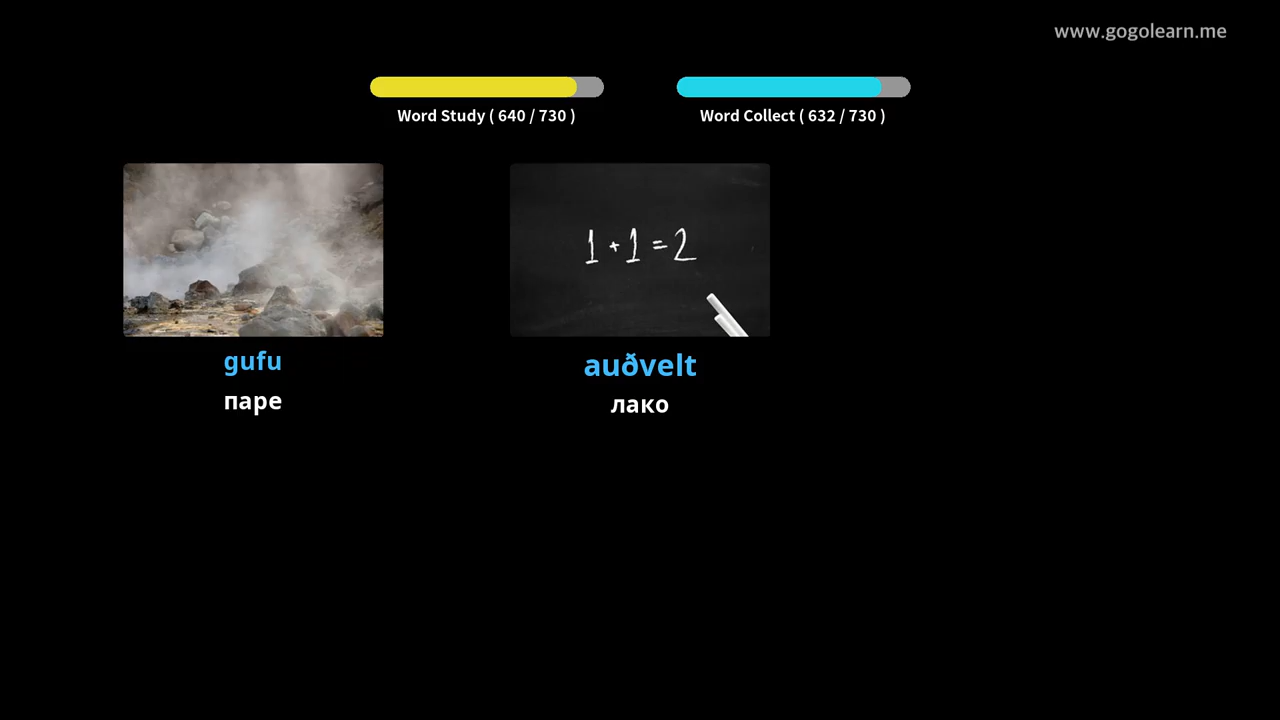 www.gogolearn.me
Word Study ( 640 / 730 )
Word Collect ( 632 / 730 )
1 + 1 = 2
gufu
паре
auðvelt
лако